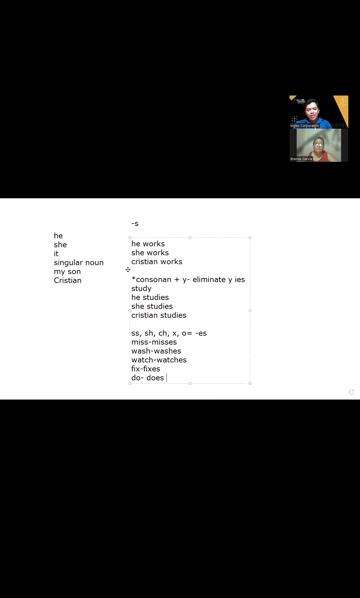 -s
he
she
it
singular noun
my son
Cristian
he works
she works
cristian works
*consonan + y- eliminate y ies
study
he studies
she studies
cristian studies
ss, sh, ch, x, o= -es
miss-misses
wash-washes
watch-watches
fix-fixes
do- does